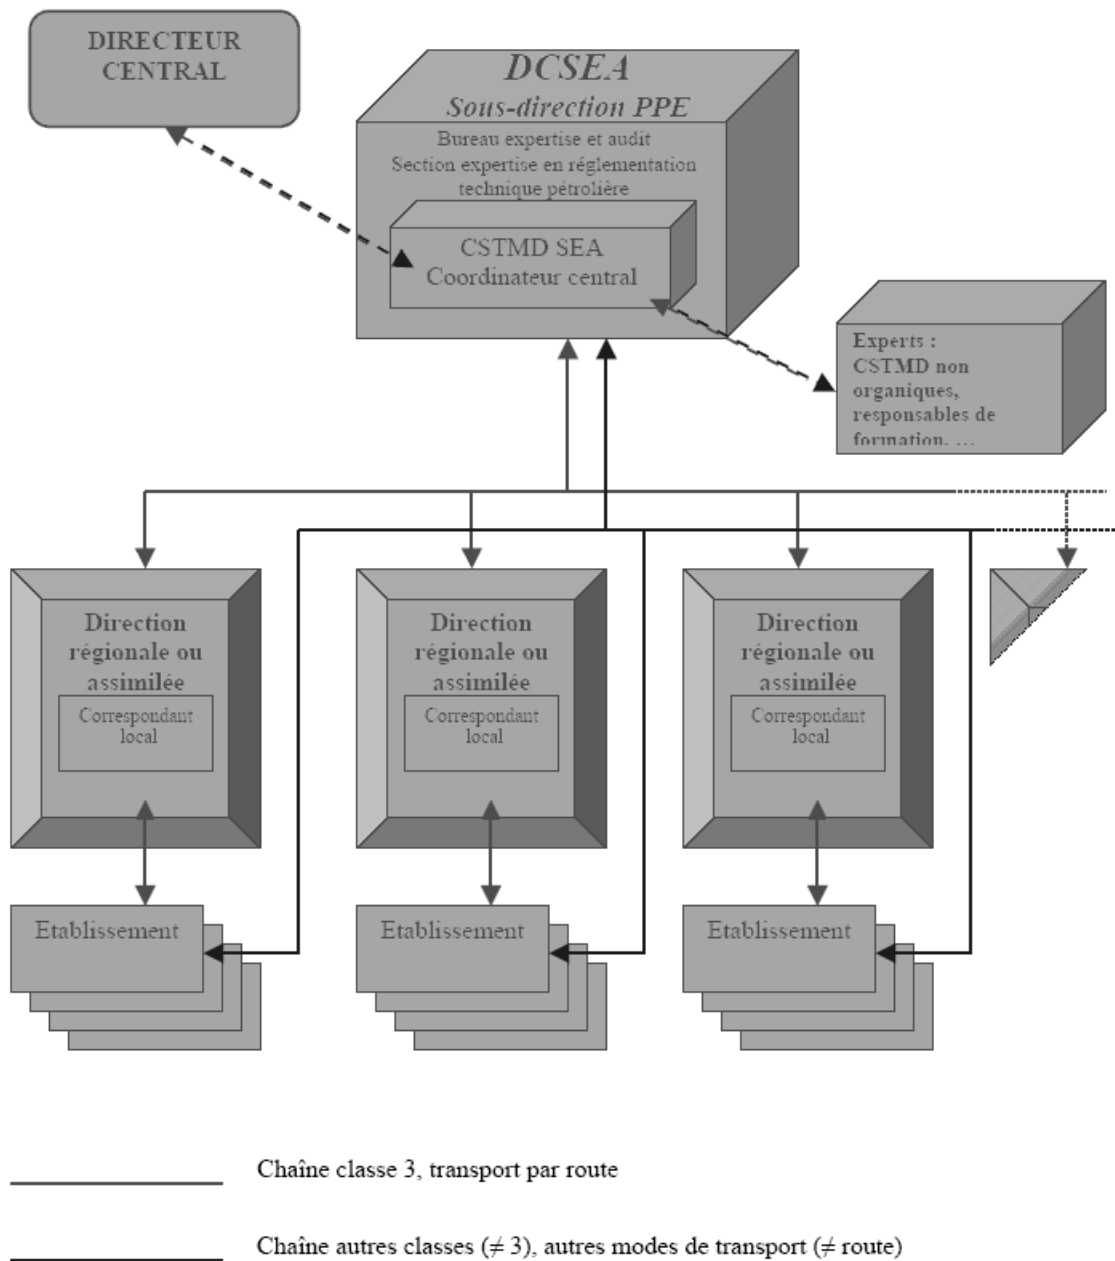 DIRECTEUR
CENTRAL
DCSEA
Sous-direction PPE
Bureau expertise et audit
Section expertise en réglementation
technique pétrolière
CSTMD SEA
Coordinateur central
Experts :
CSTMD non
organiques,
responsables de
formation, …
Direction
régionale ou
assimilée
Correspondant
local
Direction
régionale ou
assimilée
Correspondant
local
Direction
régionale ou
assimilée
Correspondant
local
Etablissement
Etablissement
Etablissement
Chaîne classe 3, transport par route
Chaîne autres classes (≠ 3), autres modes de transport (≠ route)